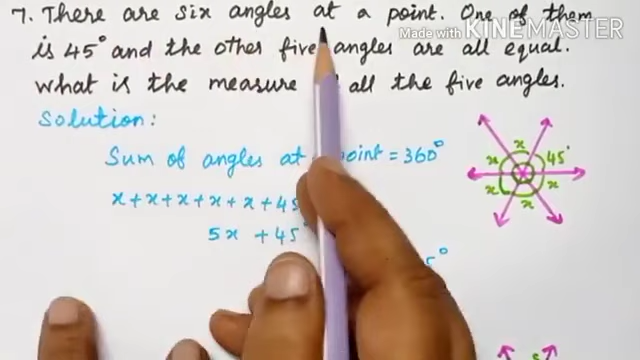 7. There are six angles at a point. One of them
Made with KINEMASTER
is 45° and the other five angles are all equal.
what is the measure all the five angles.
Solution:
Sum of angles at point = 360°
x+x+x+x+x+45
5x +45
5°
x
x
45°
x
x
x